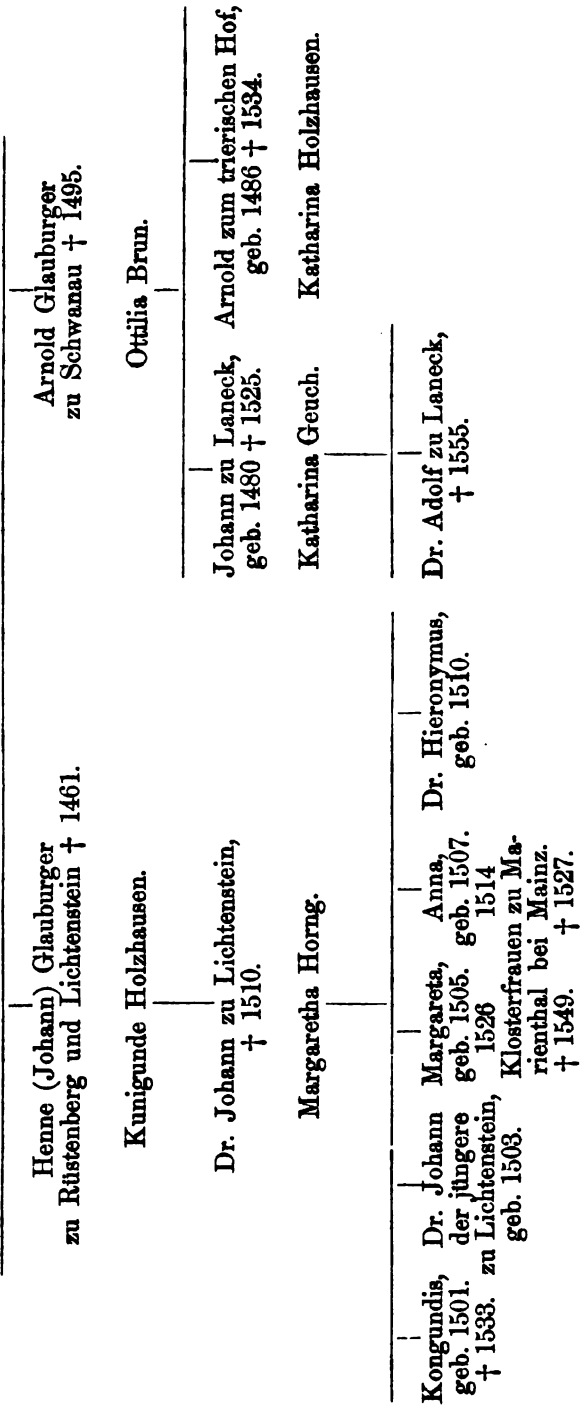 Henne (Johann) Glauburger
zu Rüstenberg und Lichtenstein † 1461.
Kunigunde Holzhausen.
Dr. Johann zu Lichtenstein,
† 1510.
Margaretha Horng.
Kongundis,
geb. 1501.
† 1533.
Dr. Johann
der jüngere
zu Lichtenstein,
geb. 1503.
Margareta,
geb. 1505.
1526
Anna,
geb. 1507.
1514
Klosterfrauen zu Ma-
rienthal bei Mainz.
† 1549. † 1527.
Dr. Hieronymus,
geb. 1510.
Arnold Glauburger
zu Schwanau † 1495.
Ottilia Brun.
Johann zu Laneck,
geb. 1480 † 1525.
Katharina Geuch.
Dr. Adolf zu Laneck,
† 1555.
Arnold zum trierischen Hof,
geb. 1486 † 1534.
Katharina Holzhausen.